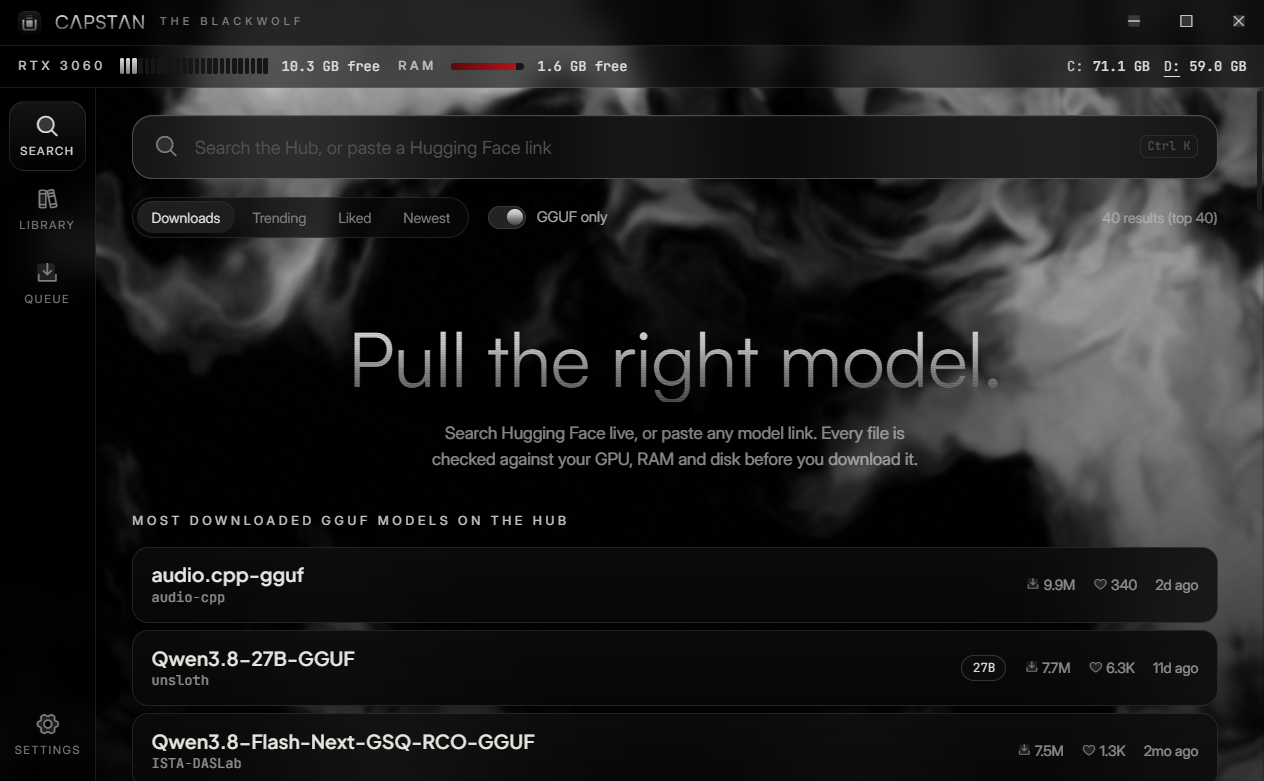 CAPSTAN THE BLACKWOLF
RTX 3060 10.3 GB free RAM 1.6 GB free C: 71.1 GB D: 59.0 GB
SEARCH
LIBRARY
QUEUE
SETTINGS
Search the Hub, or paste a Hugging Face link Ctrl K
Downloads Trending Liked Newest GGUF only 40 results (top 40)
Pull the right model.
Search Hugging Face live, or paste any model link. Every file is
checked against your GPU, RAM and disk before you download it.
MOST DOWNLOADED GGUF MODELS ON THE HUB
audio.cpp-gguf
audio-cpp
9.9M 340 2d ago
Qwen3.8-27B-GGUF
unsloth
27B 7.7M 6.3K 11d ago
Qwen3.8-Flash-Next-GSQ-RCO-GGUF
ISTA-DASLab
7.5M 1.3K 2mo ago